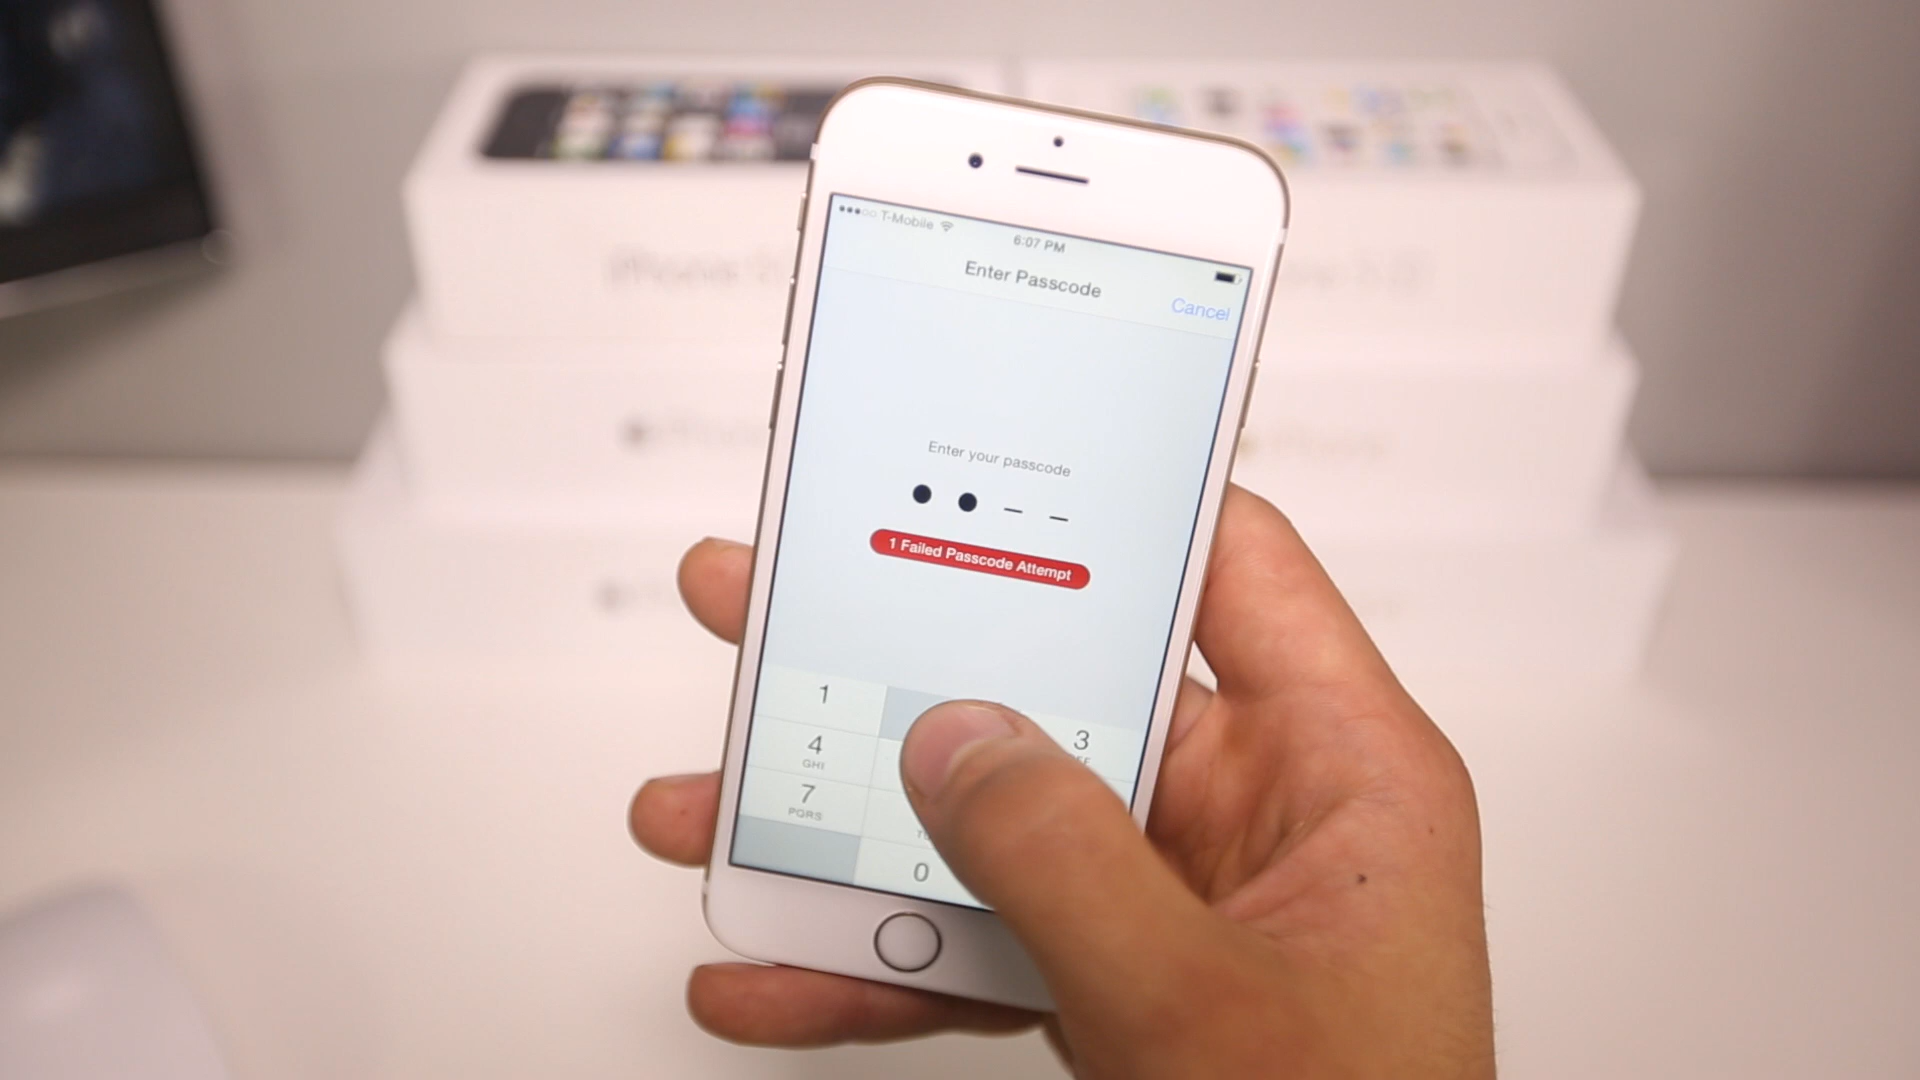 T-Mobile
6:07 PM
Enter Passcode
Cancel
Enter your passcode
1 Failed Passcode Attempt
1
3
4
GHI
7
PQRS
0
iPhone